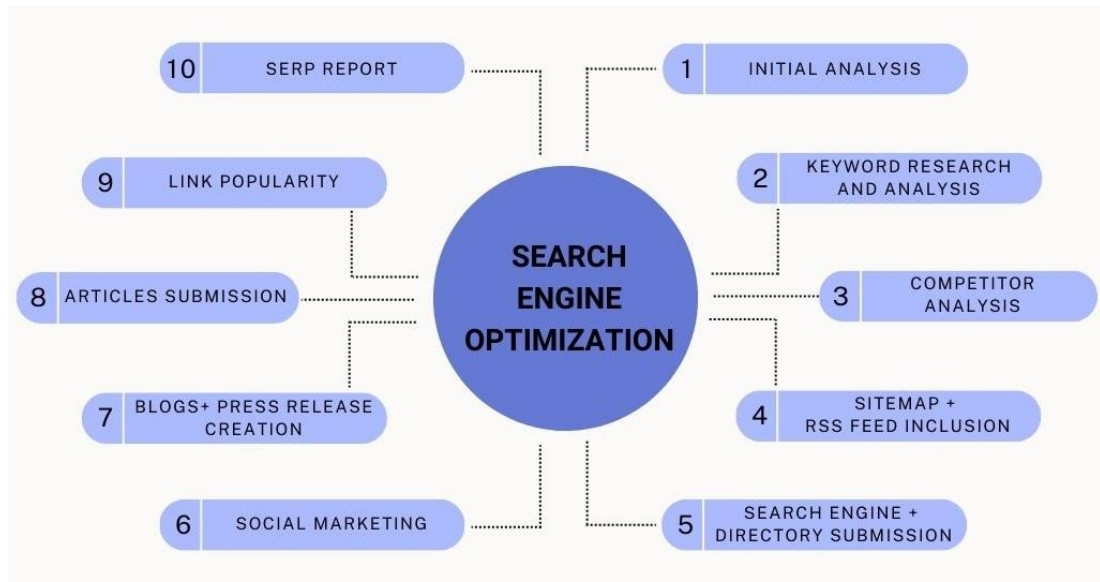 SEARCH
ENGINE
OPTIMIZATION
1 INITIAL ANALYSIS
2 KEYWORD RESEARCH
AND ANALYSIS
3 COMPETITOR
ANALYSIS
4 SITEMAP +
RSS FEED INCLUSION
5 SEARCH ENGINE +
DIRECTORY SUBMISSION
6 SOCIAL MARKETING
7 BLOGS+ PRESS RELEASE
CREATION
8 ARTICLES SUBMISSION
9 LINK POPULARITY
10 SERP REPORT